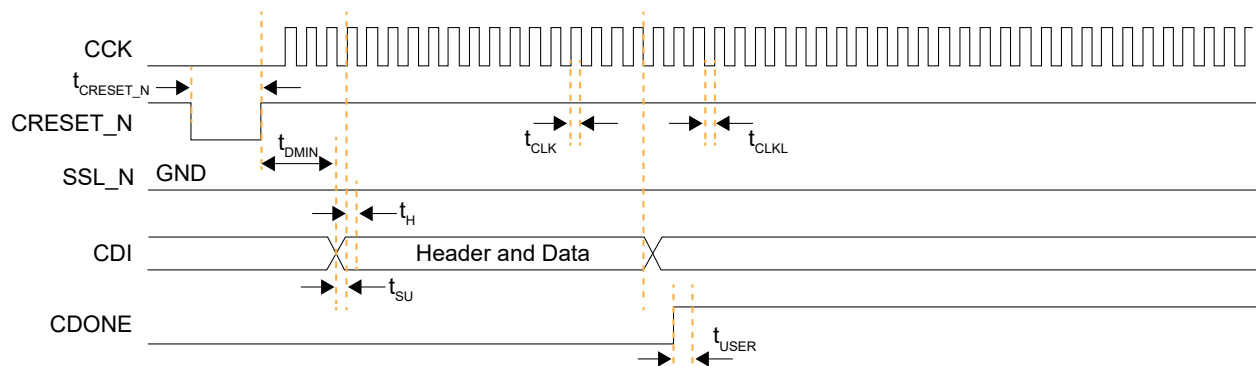 CCK
tCRESET_N
CRESET_N
tDMIN
tCLK
tCLKL
SSL_N GND
tH
CDI Header and Data
tSU
CDONE
tUSER